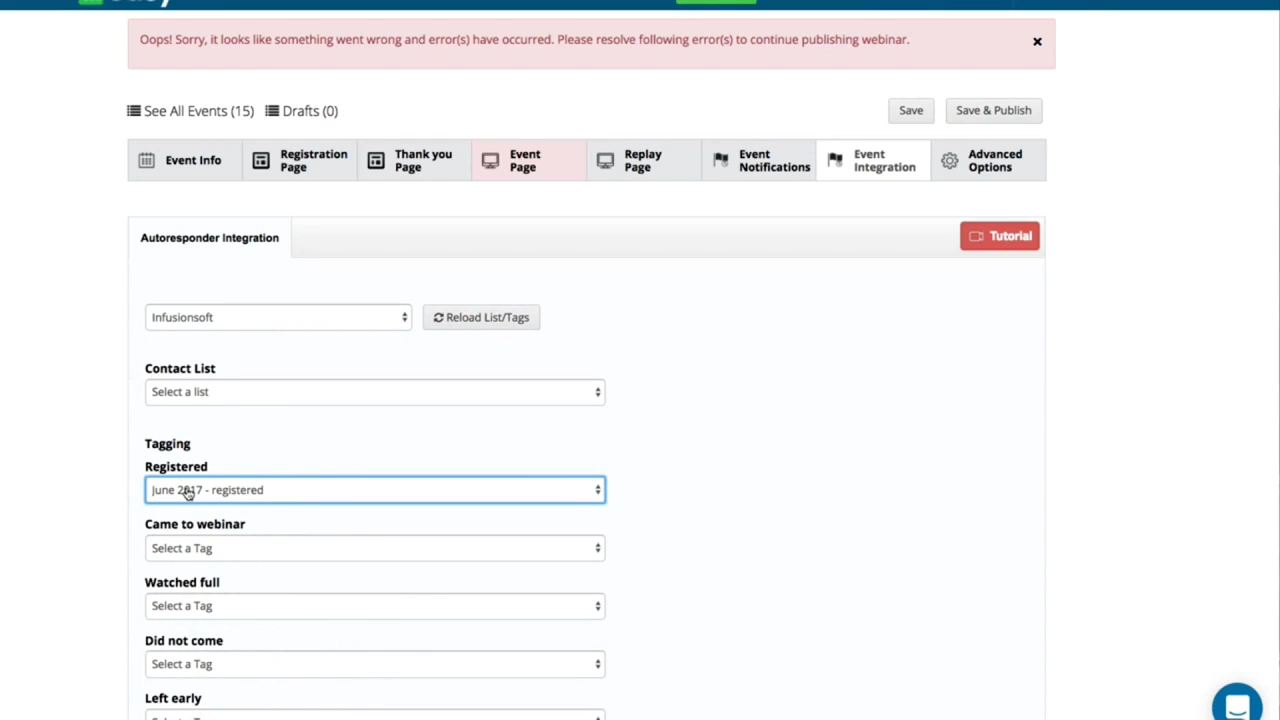 Oops! Sorry, it looks like something went wrong and error(s) have occurred. Please resolve following error(s) to continue publishing webinar.
See All Events (15) Drafts (0)
Save
Save & Publish
Event Info
Registration
Page
Thank you
Page
Event
Page
Replay
Page
Event
Notifications
Event
Integration
Advanced
Options
Autoresponder Integration
Tutorial
Infusionsoft
Reload List/Tags
Contact List
Select a list
Tagging
Registered
June 2017 - registered
Came to webinar
Select a Tag
Watched full
Select a Tag
Did not come
Select a Tag
Left early